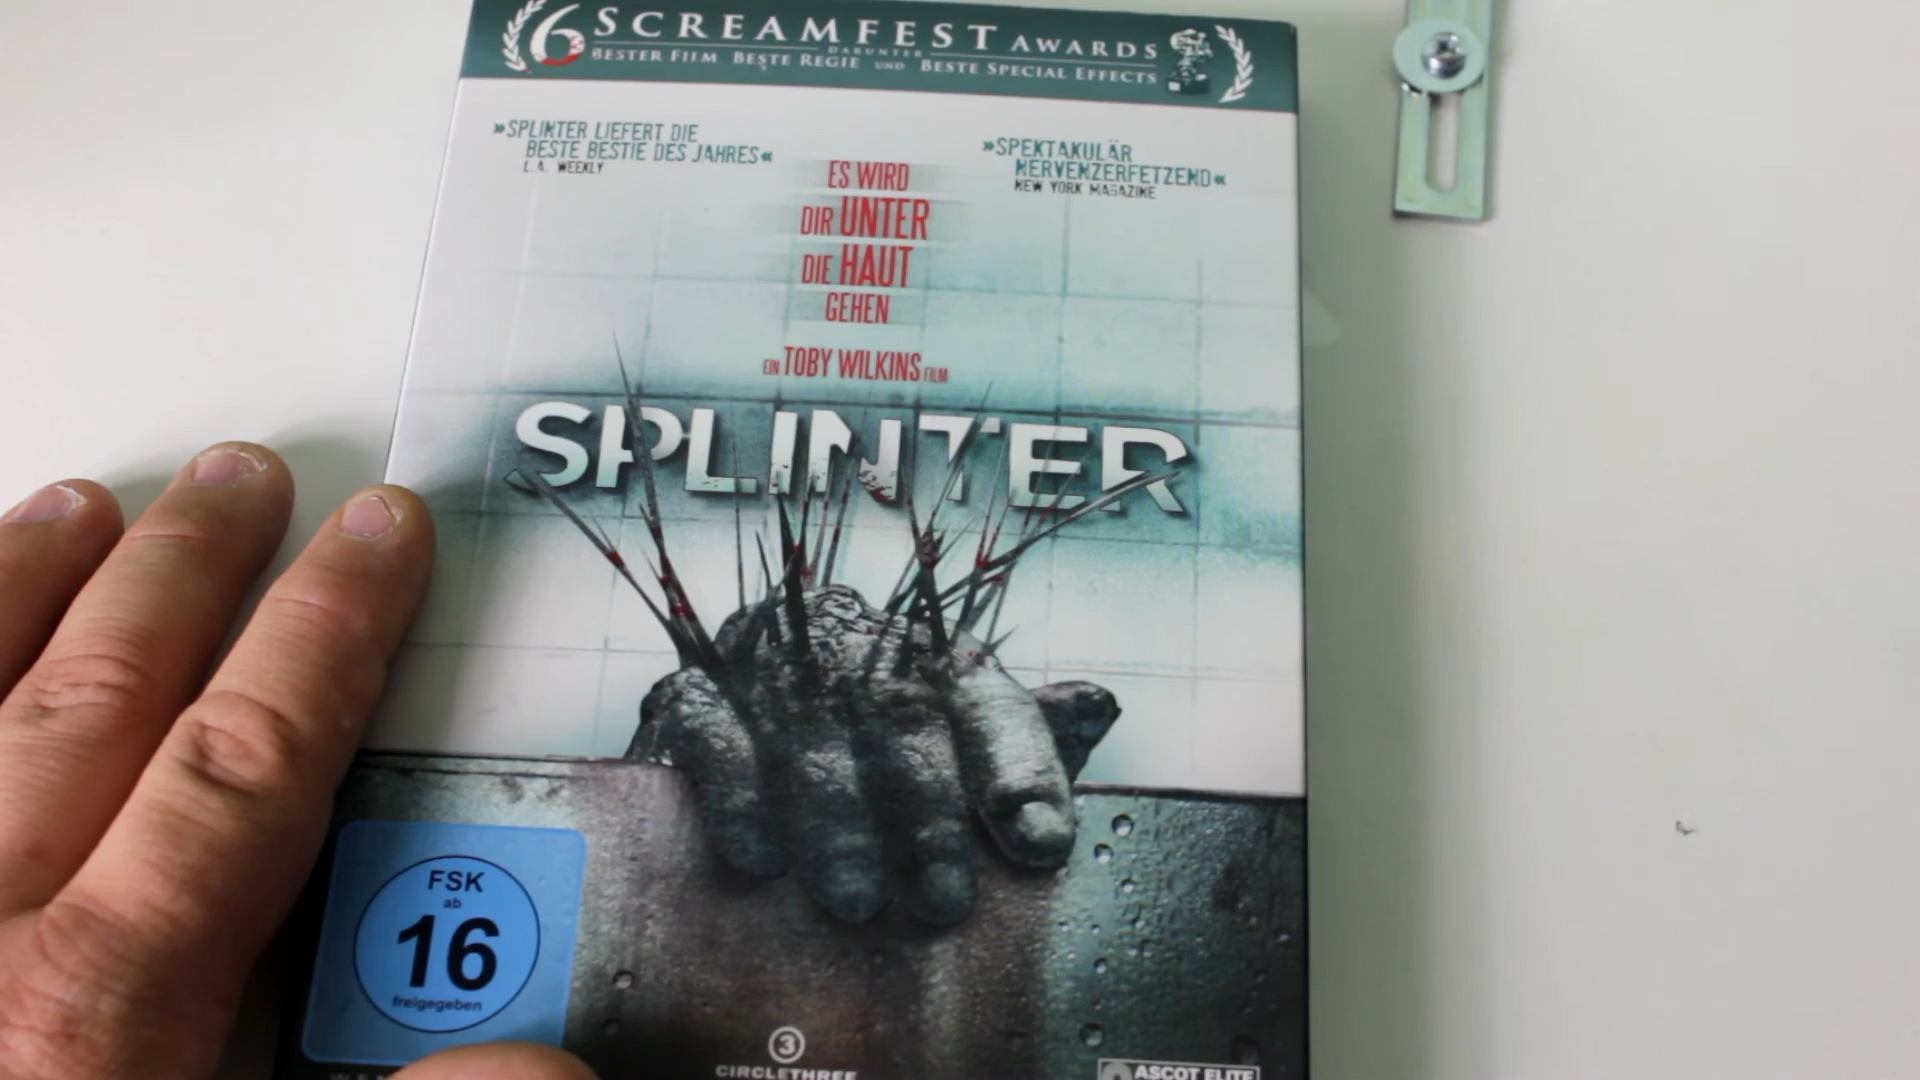 6 SCREAMFEST AWARDS
DARUNTER
BESTER FILM BESTE REGIE UND BESTE SPECIAL EFFECTS
»SPLINTER LIEFERT DIE
BESTE BESTIE DES JAHRES«
L.A. WEEKLY
»SPEKTAKULÄR
NERVENZERFETZEND«
NEW YORK MAGAZINE
ES WIRD
DIR UNTER
DIE HAUT
GEHEN
EIN TOBY WILKINS FILM
SPLINTER
FSK
ab
16
freigegeben
3
CIRCLETHREE
ASCOT ELITE